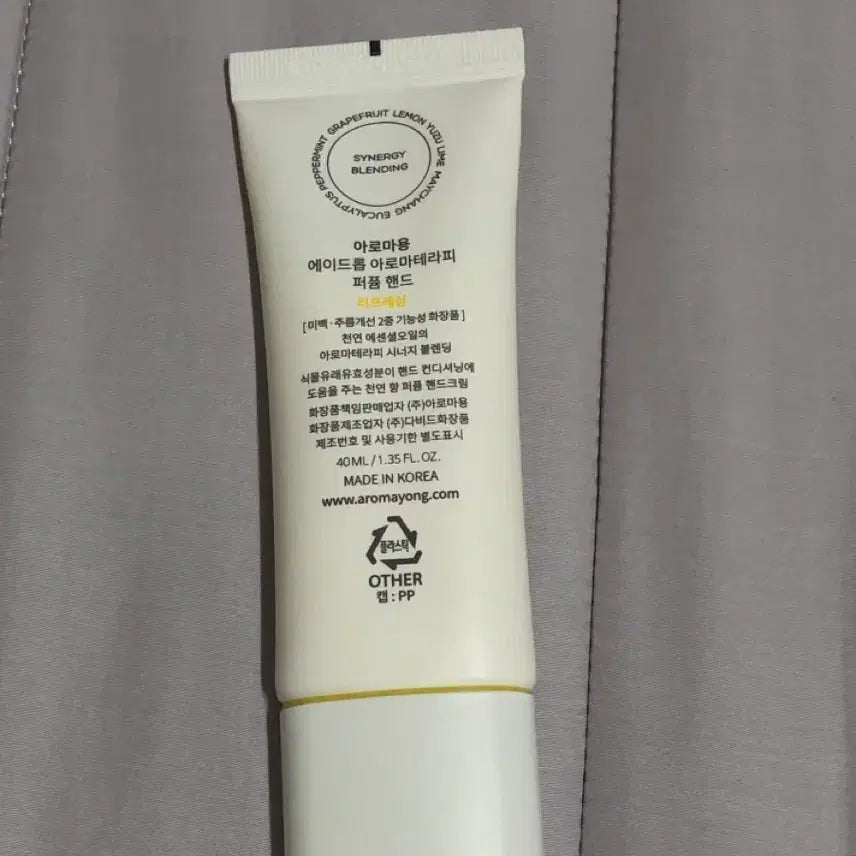 GRAPEFRUIT LEMON YUZU LIME MAYCHANG EUCALYPTUS PEPPERMINT
SYNERGY
BLENDING
아로마용
에이드롭 아로마테라피
퍼퓸 핸드
리프레싱
[ 미백 · 주름개선 2중 기능성 화장품 ]
천연 에센셜오일의
아로마테라피 시너지 블렌딩
식물유래유효성분이 핸드 컨디셔닝에
도움을 주는 천연 향 퍼퓸 핸드크림
화장품책임판매업자 (주)아로마용
화장품제조업자 (주)다비드화장품
제조번호 및 사용기한 별도표시
40ML / 1.35 FL. OZ.
MADE IN KOREA
www.aromayong.com
플라스틱
OTHER
캡 : PP